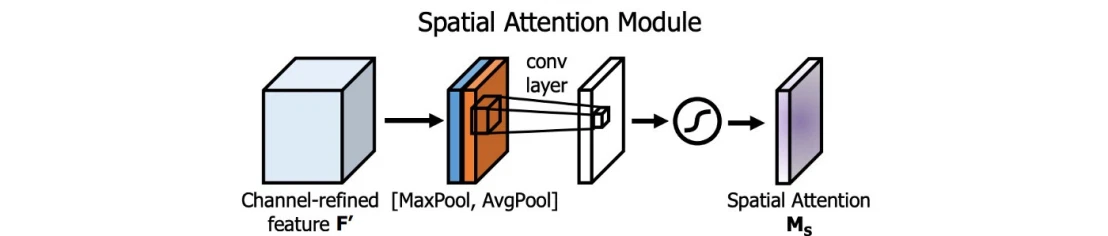 Spatial Attention Module
conv
layer
Channel-refined
feature F’
[MaxPool, AvgPool]
Spatial Attention
Ms